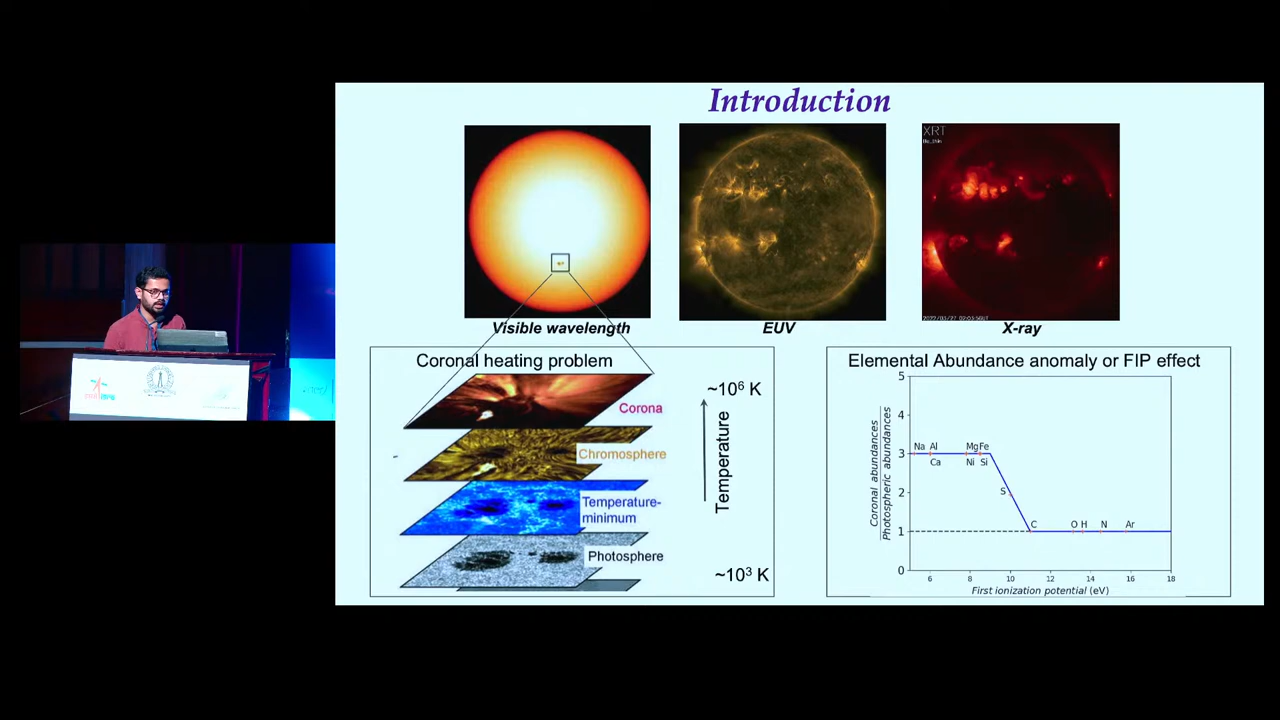 Introduction
XRT
Visible wavelength
EUV
X-ray
Coronal heating problem
~10⁶ K
Corona
Chromosphere
Temperature-
minimum
Photosphere
Temperature
~10³ K
Elemental Abundance anomaly or FIP effect
5
4
3
2
1
0
Coronal abundances
Photospheric abundances
Na Al Mg Fe
Ca Ni Si
S
C O H N Ar
6 8 10 12 14 16 18
First ionization potential (eV)